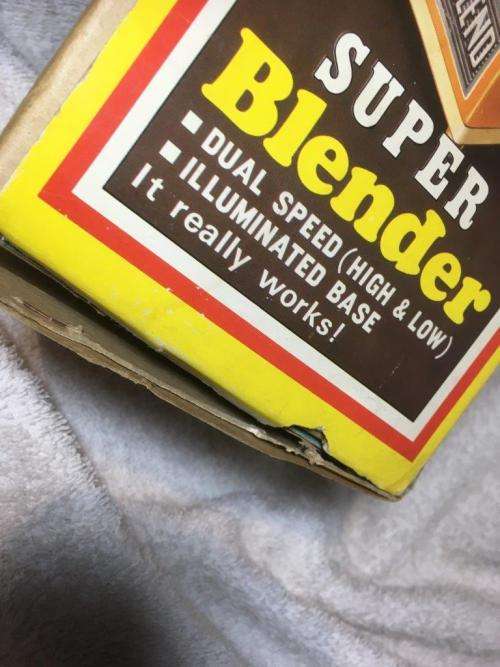 SUPER
Blender
▪ DUAL SPEED (HIGH & LOW)
▪ ILLUMINATED BASE
It really works!